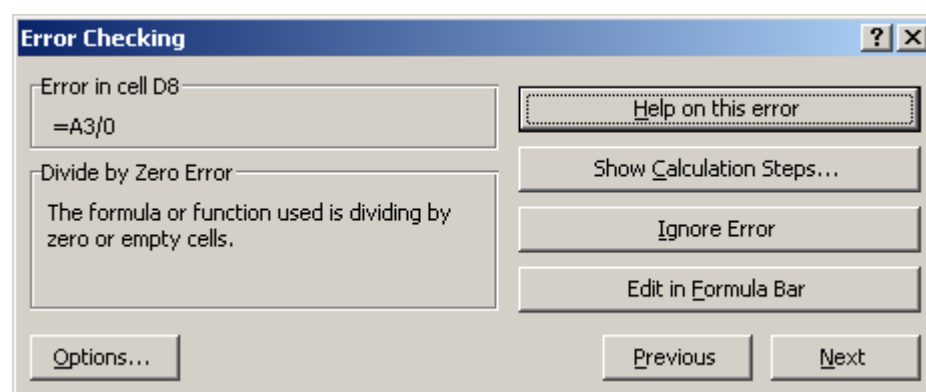 Error Checking
Error in cell D8
=A3/0
Divide by Zero Error
The formula or function used is dividing by
zero or empty cells.
Help on this error
Show Calculation Steps...
Ignore Error
Edit in Formula Bar
Options...
Previous
Next